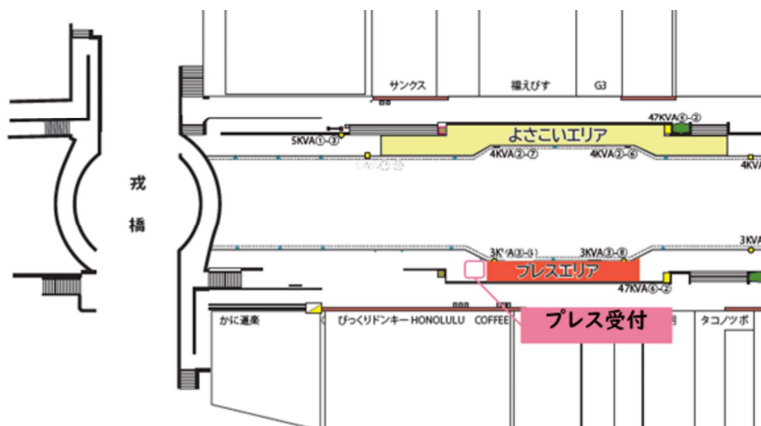 サンクス
福えびす
G3
47KVA⑥-②
よさこいエリア
5KVA①-③
4KVA②-⑦
4KVA②-⑥
4KVA
戎
橋
3KVA
3KVA③-⑧
プレスエリア
47KVA⑥-②
プレス受付
かに道楽
びっくりドンキー
HONOLULU COFFEE
タコノツボ